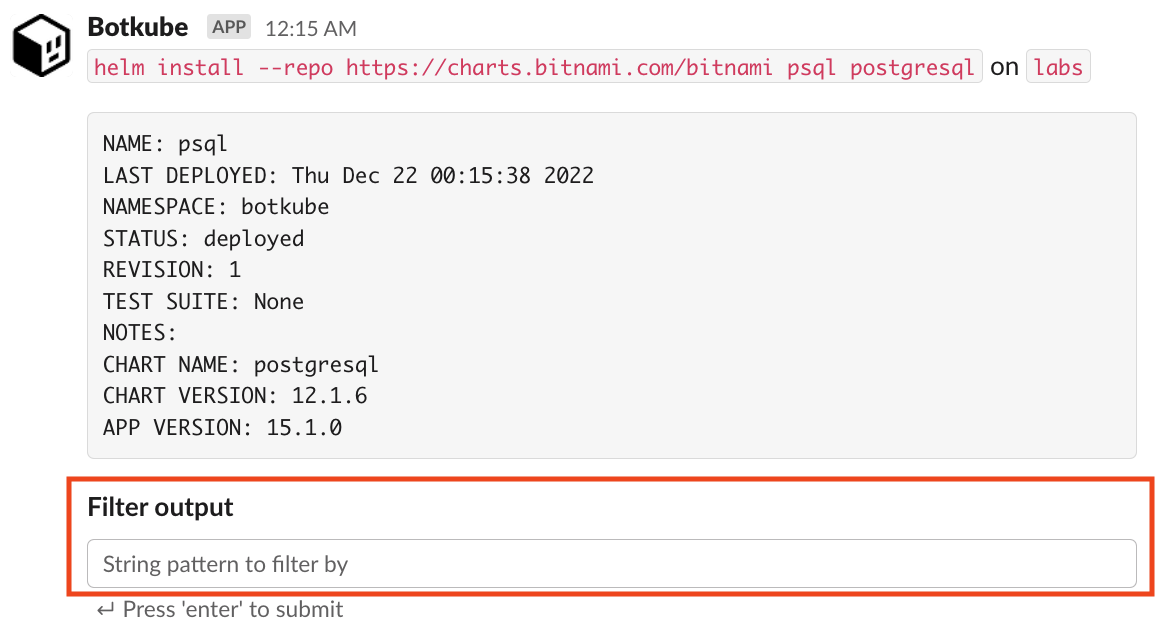 Botkube APP 12:15 AM
helm install --repo https://charts.bitnami.com/bitnami psql postgresql on labs
NAME: psql
LAST DEPLOYED: Thu Dec 22 00:15:38 2022
NAMESPACE: botkube
STATUS: deployed
REVISION: 1
TEST SUITE: None
NOTES:
CHART NAME: postgresql
CHART VERSION: 12.1.6
APP VERSION: 15.1.0
Filter output
String pattern to filter by
↵ Press 'enter' to submit